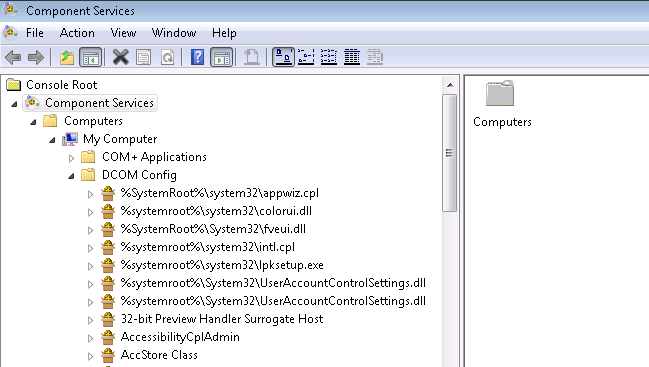 Component Services
File Action View Window Help
Console Root
Component Services
Computers
My Computer
COM+ Applications
DCOM Config
%SystemRoot%\system32\appwiz.cpl
%systemroot%\system32\colorui.dll
%SystemRoot%\System\fveui.dll
%systemroot%\system32\intl.cpl
%systemroot%\system32\lpksetup.exe
%systemroot%\System32\UserAccountControlSettings.dll
%systemroot%\System32\UserAccountControlSettings.dll
32-bit Preview Handler Surrogate Host
AccessibilityCplAdmin
AccStore Class
Computers